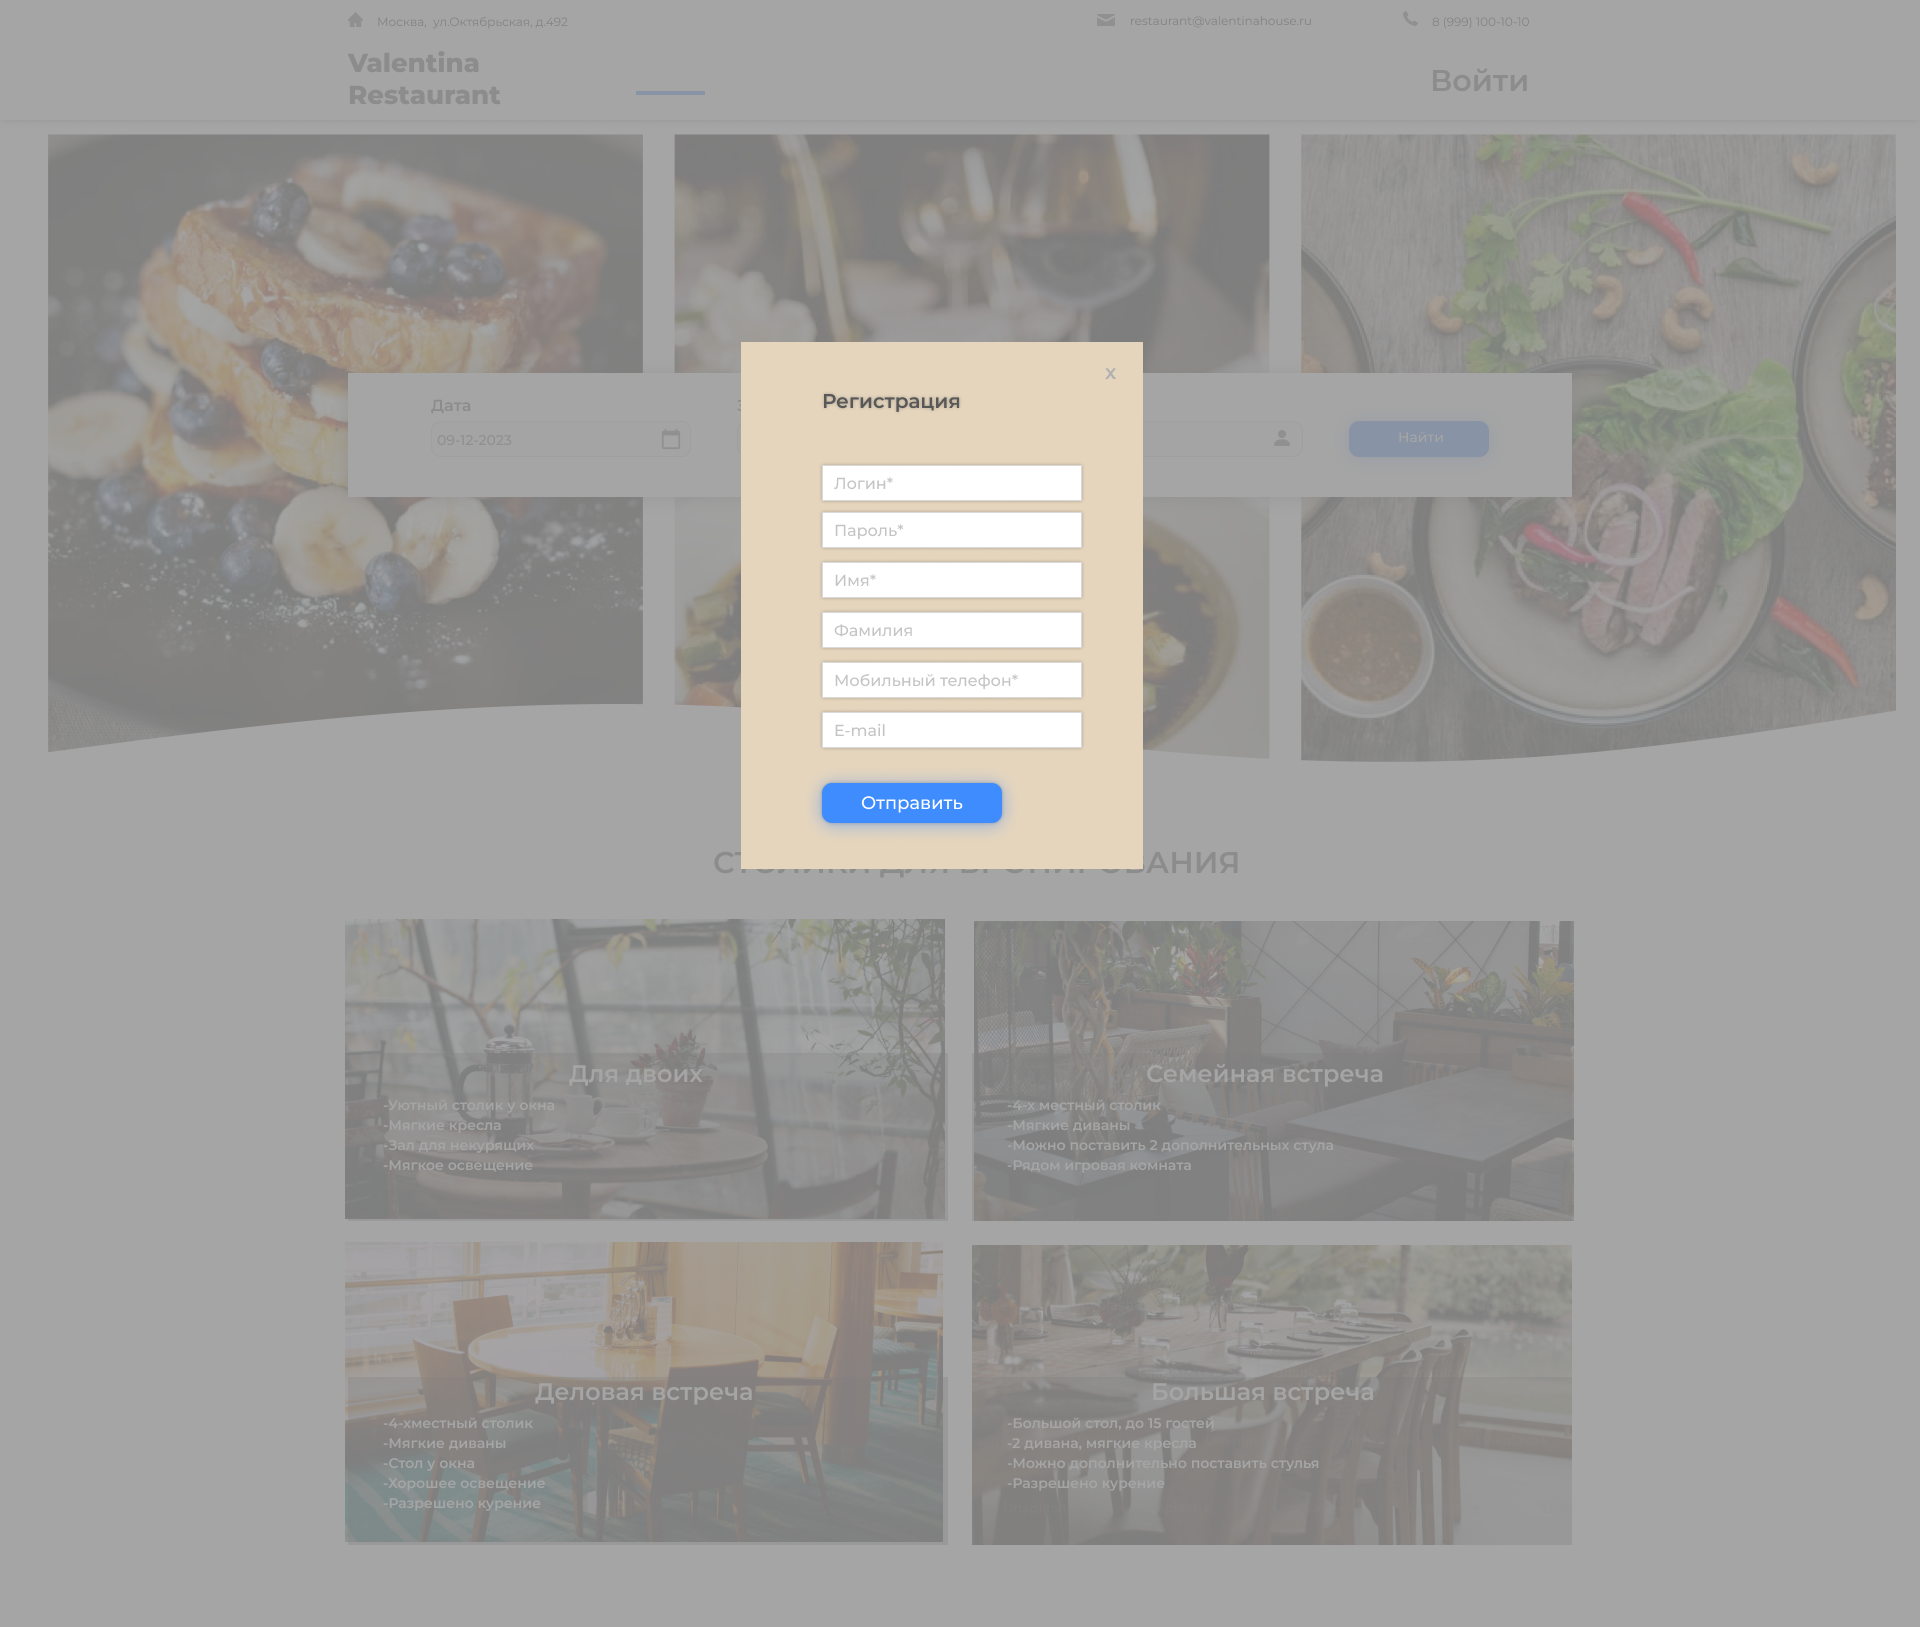 Москва, ул.Октябрьская, д.492
restaurant@valentinahouse.ru
8 (999) 100-10-10
Valentina
Restaurant
Войти
x
Регистрация
Дата
09-12-2023
Найти
Логин*
Пароль*
Имя*
Фамилия
Мобильный телефон*
E-mail
Отправить
СТОЛИКИ ДЛЯ БРОНИРОВАНИЯ
Для двоих
-Уютный столик у окна
-Мягкие кресла
-Зал для некурящих
-Мягкое освещение
Семейная встреча
-4-х местный столик
-Мягкие диваны
-Можно поставить 2 дополнительных стула
-Рядом игровая комната
Деловая встреча
-4-хместный столик
-Мягкие диваны
-Стол у окна
-Хорошее освещение
-Разрешено курение
Большая встреча
-Большой стол, до 15 гостей
-2 дивана, мягкие кресла
-Можно дополнительно поставить стулья
-Разрешено курение